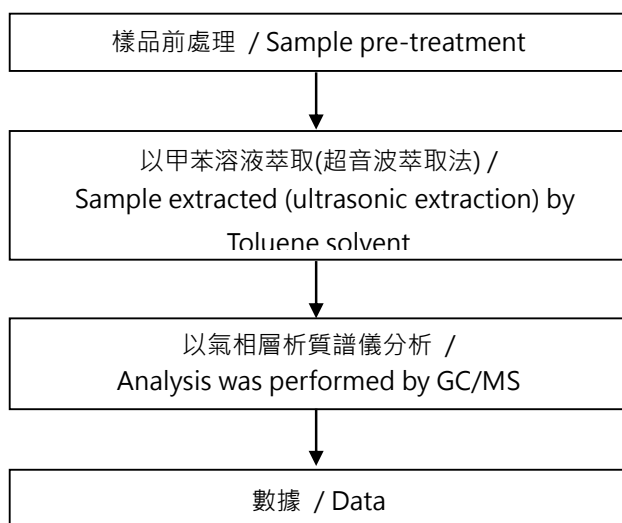 樣品前處理 / Sample pre-treatment
以甲苯溶液萃取(超音波萃取法) /
Sample extracted (ultrasonic extraction) by
Toluene solvent
以氣相層析質譜儀分析 /
Analysis was performed by GC/MS
數據 / Data